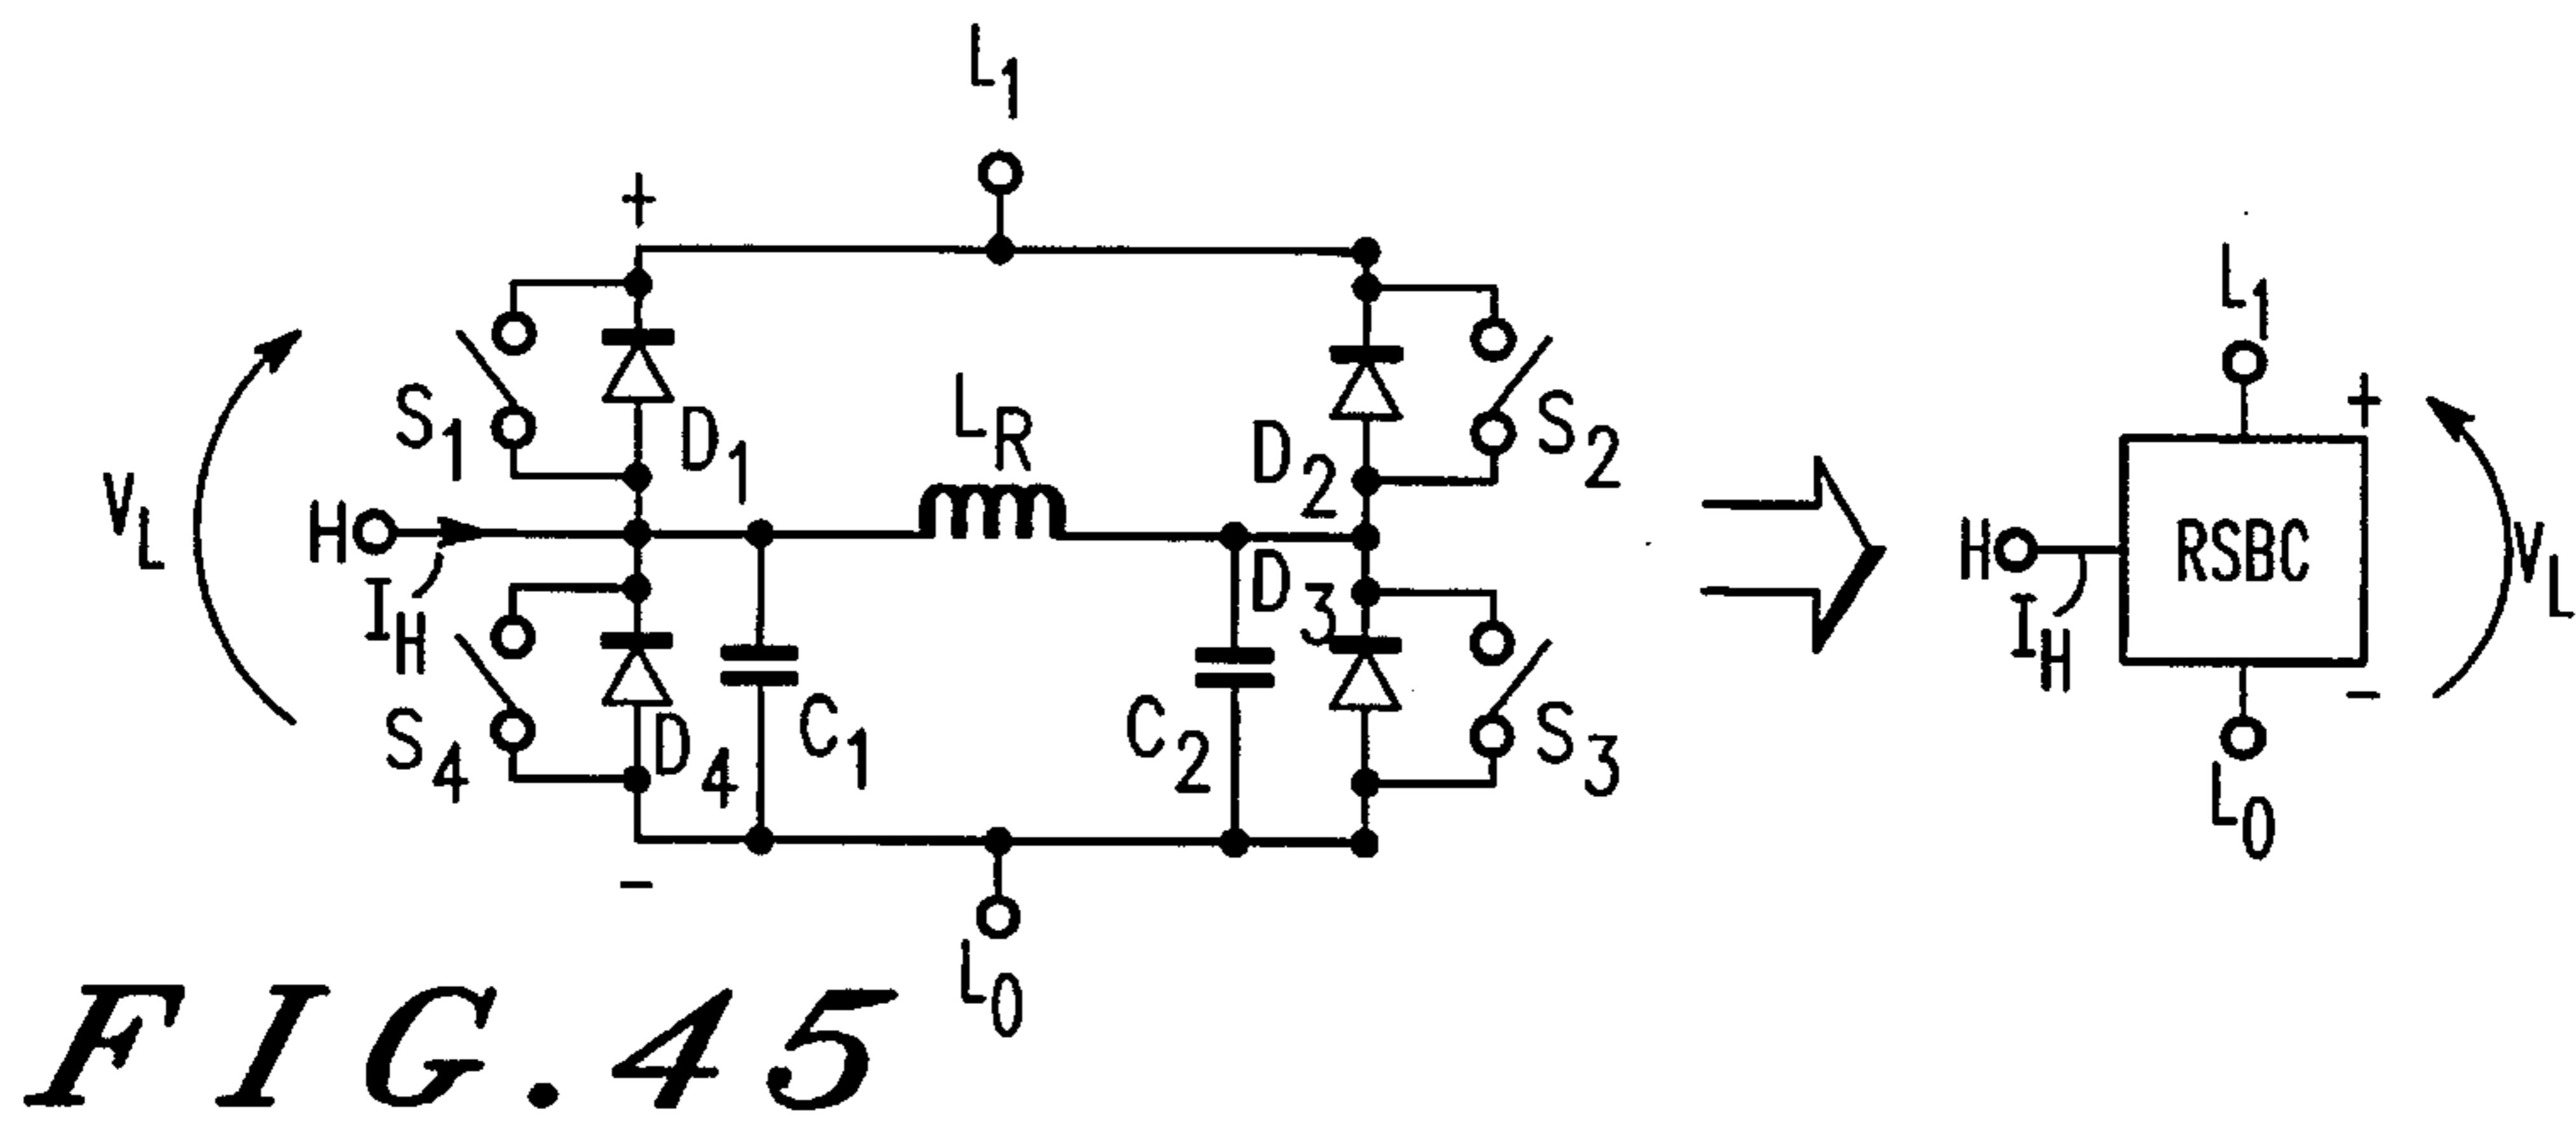 L1
+
S1
D1
LR
D2
S2
VL
H
IH
D3
S4
D4
C1
C2
S3
-
L0
L1
+
H
IH
RSBC
VL
-
L0
FIG.45